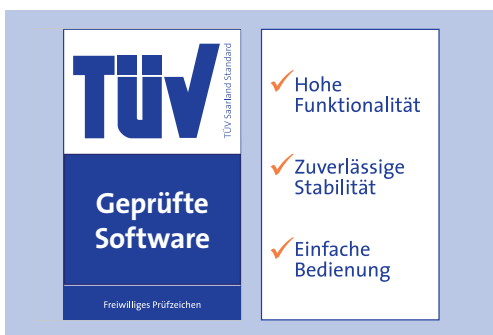 TÜV
TÜV Saarland Standard
Geprüfte
Software
Freiwilliges Prüfzeichen
Hohe
Funktionalität
Zuverlässige
Stabilität
Einfache
Bedienung